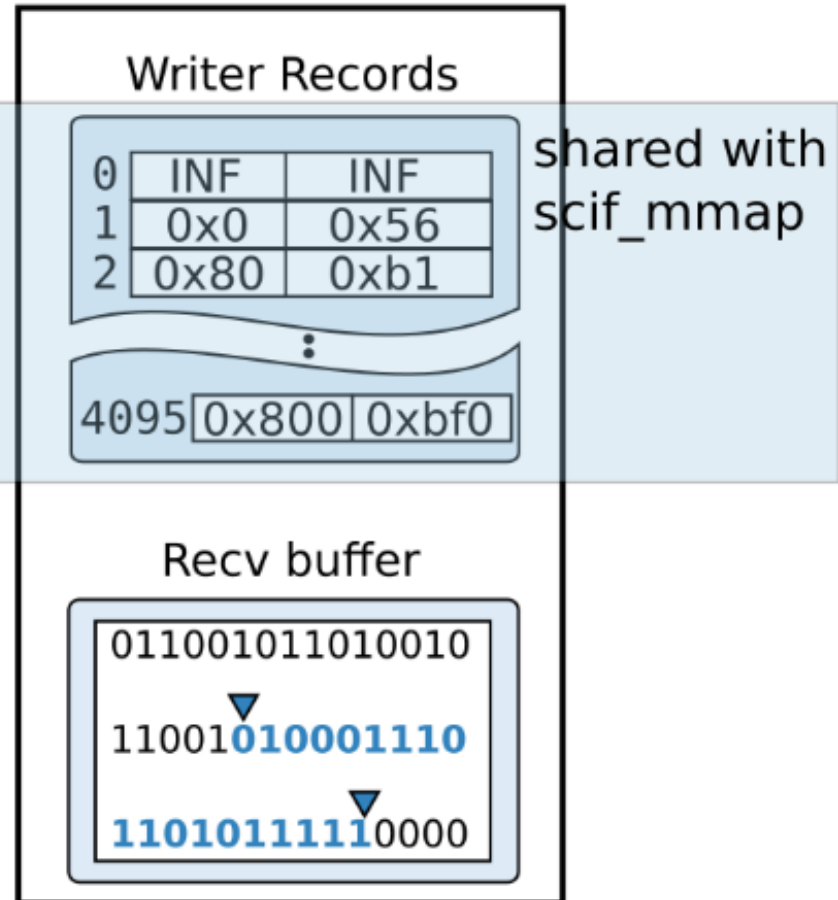 Writer Records
shared with
scif_mmap
0 INF INF
1 0x0 0x56
2 0x80 0xb1
4095 0x800 0xbf0
Recv buffer
011001011010010
11001010001110
11010111110000